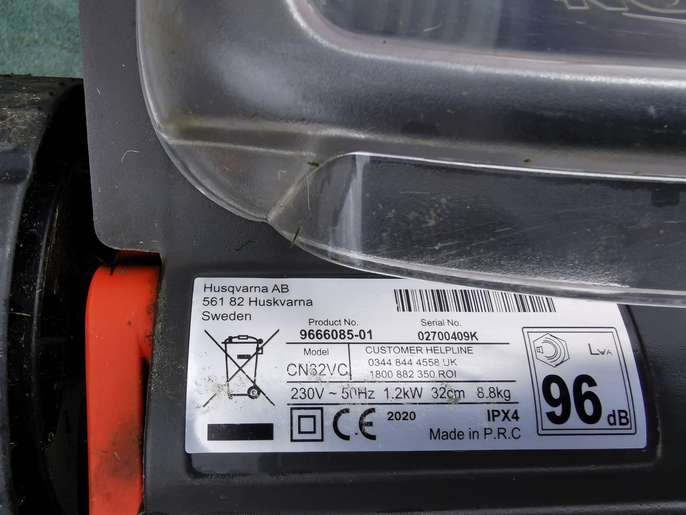 Husqvarna AB
561 82 Huskvarna
Sweden
Product No. Serial No.
9666085-01 02700409K
Model CUSTOMER HELPLINE
0344 844 4558 UK
CN32VC 1800 882 350 ROI
230V ~ 50Hz 1.2kW 32cm 8.8kg
CE 2020 IPX4
Made in P.R.C
LWA
96 dB